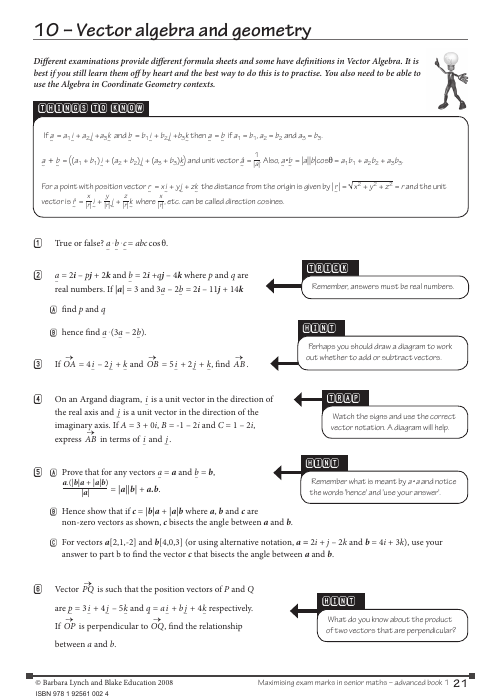 10 – Vector algebra and geometry
Different examinations provide different formula sheets and some have definitions in Vector Algebra. It is
best if you still learn them off by heart and the best way to do this is to practise. You also need to be able to
use the Algebra in Coordinate Geometry contexts.
THINGS TO KNOW
If a = a₁i + a₂j + a₃k and b = b₁i + b₂j + b₃k then a = b if a₁ = b₁, a₂ = b₂ and a₃ = b₃.
a + b = ((a₁ + b₁)i + (a₂ + b₂)j + (a₃ + b₃)k) and unit vector â = 1/|a|. Also, a•b = |a||b|cosθ = a₁b₁ + a₂b₂ + a₃b₃.
For a point with position vector r = xi + yj + zk the distance from the origin is given by |r| = √x² + y² + z² = r and the unit
vector is r̂ = x/|r| i + y/|r| j + z/|r| k where x/|r|, etc. can be called direction cosines.
1 True or false? a · b · c = abc cos θ.
2 a = 2i – pj + 2k and b = 2i +qj – 4k where p and q are
real numbers. If |a| = 3 and 3a – 2b = 2i – 11j + 14k
TRICK
Remember, answers must be real numbers.
A find p and q
B hence find a · (3a – 2b).
HINT
Perhaps you should draw a diagram to work
out whether to add or subtract vectors.
3 If OA = 4i – 2j + k and OB = 5i + 2j + k, find AB.
4 On an Argand diagram, i is a unit vector in the direction of
the real axis and j is a unit vector in the direction of the
imaginary axis. If A = 3 + 0i, B = -1 – 2i and C = 1 – 2i,
express AB in terms of i and j.
TRAP
Watch the signs and use the correct
vector notation. A diagram will help.
5 A Prove that for any vectors a = a and b = b,
a.(|b|a + |a|b) / |a| = |a||b| + a.b.
HINT
Remember what is meant by a•a and notice
the words 'hence' and 'use your answer'.
B Hence show that if c = |b|a + |a|b where a, b and c are
non-zero vectors as shown, c bisects the angle between a and b.
C For vectors a[2,1,-2] and b[4,0,3] (or using alternative notation, a = 2i + j – 2k and b = 4i + 3k), use your
answer to part b to find the vector c that bisects the angle between a and b.
6 Vector PQ is such that the position vectors of P and Q
are p = 3i + 4j – 5k and q = ai + bj + 4k respectively.
If OP is perpendicular to OQ, find the relationship
between a and b.
HINT
What do you know about the product
of two vectors that are perpendicular?
© Barbara Lynch and Blake Education 2008
Maximising exam marks in senior maths – advanced book 1 21
ISBN 978 1 92561 002 4